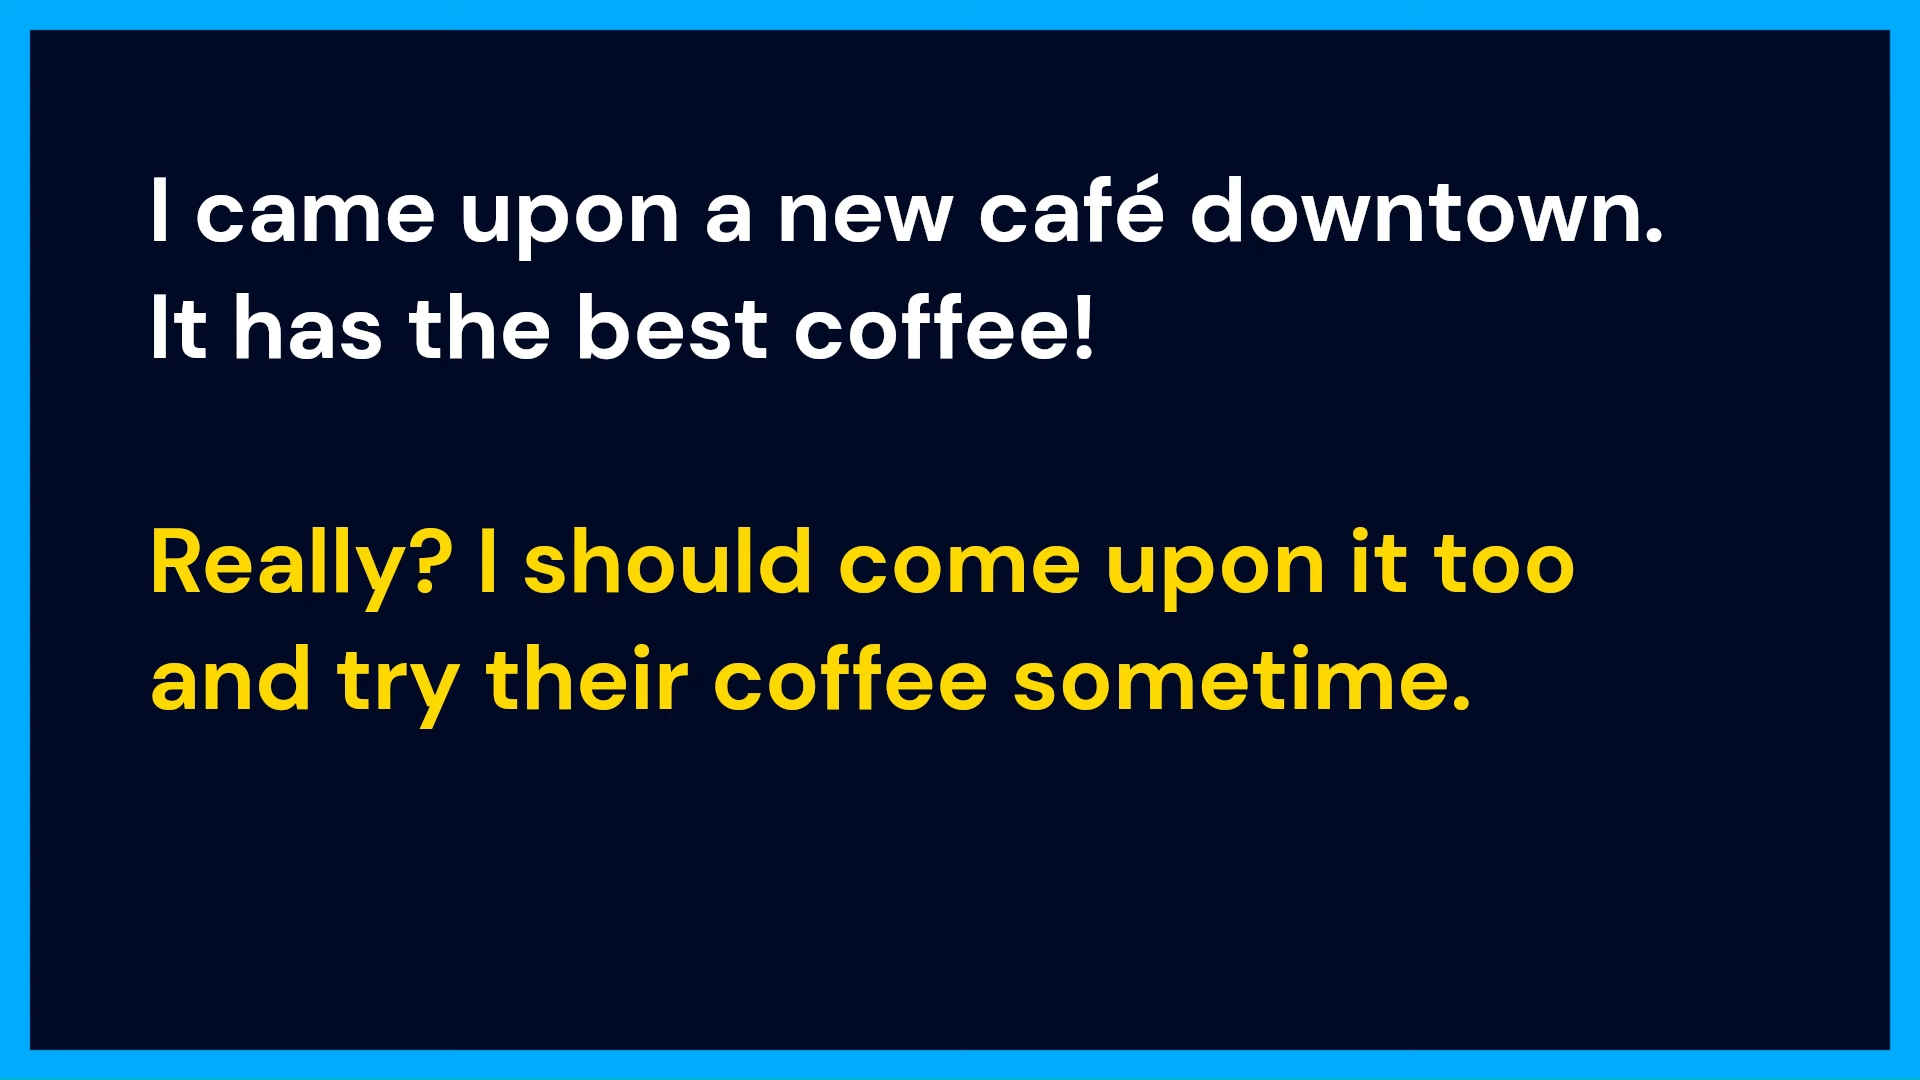 I came upon a new café downtown.
It has the best coffee!
Really? I should come upon it too
and try their coffee sometime.